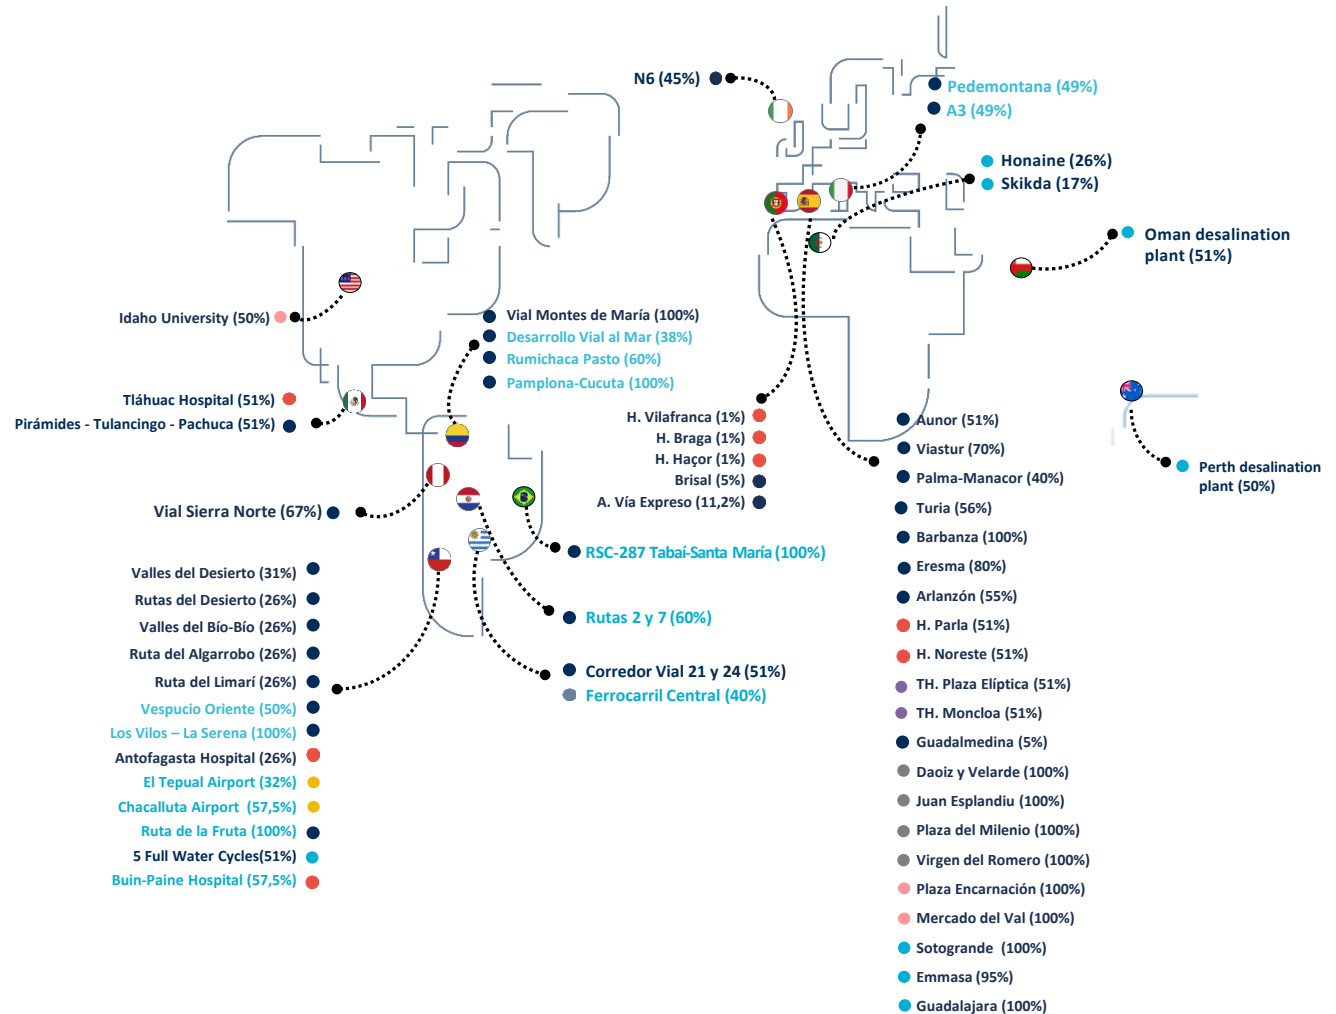 N6 (45%)
Pedemontana (49%)
A3 (49%)
Honaine (26%)
Skikda (17%)
Oman desalination
plant (51%)
Idaho University (50%)
Vial Montes de María (100%)
Desarrollo Vial al Mar (38%)
Rumichaca Pasto (60%)
Pamplona-Cucuta (100%)
Tláhuac Hospital (51%)
Pirámides - Tulancingo - Pachuca (51%)
H. Vilafranca (1%)
H. Braga (1%)
H. Haçor (1%)
Brisal (5%)
A. Vía Expreso (11,2%)
Perth desalination
plant (50%)
Vial Sierra Norte (67%)
RSC-287 Tabaí-Santa María (100%)
Rutas 2 y 7 (60%)
Corredor Vial 21 y 24 (51%)
Ferrocarril Central (40%)
Valles del Desierto (31%)
Rutas del Desierto (26%)
Valles del Bío-Bío (26%)
Ruta del Algarrobo (26%)
Ruta del Limarí (26%)
Vespucio Oriente (50%)
Los Vilos – La Serena (100%)
Antofagasta Hospital (26%)
El Tepual Airport (32%)
Chacalluta Airport (57,5%)
Ruta de la Fruta (100%)
5 Full Water Cycles(51%)
Buin-Paine Hospital (57,5%)
Aunor (51%)
Viastur (70%)
Palma-Manacor (40%)
Turia (56%)
Barbanza (100%)
Eresma (80%)
Arlanzón (55%)
H. Parla (51%)
H. Noreste (51%)
TH. Plaza Elíptica (51%)
TH. Moncloa (51%)
Guadalmedina (5%)
Daoiz y Velarde (100%)
Juan Esplandiu (100%)
Plaza del Milenio (100%)
Virgen del Romero (100%)
Plaza Encarnación (100%)
Mercado del Val (100%)
Sotogrande (100%)
Emmasa (95%)
Guadalajara (100%)